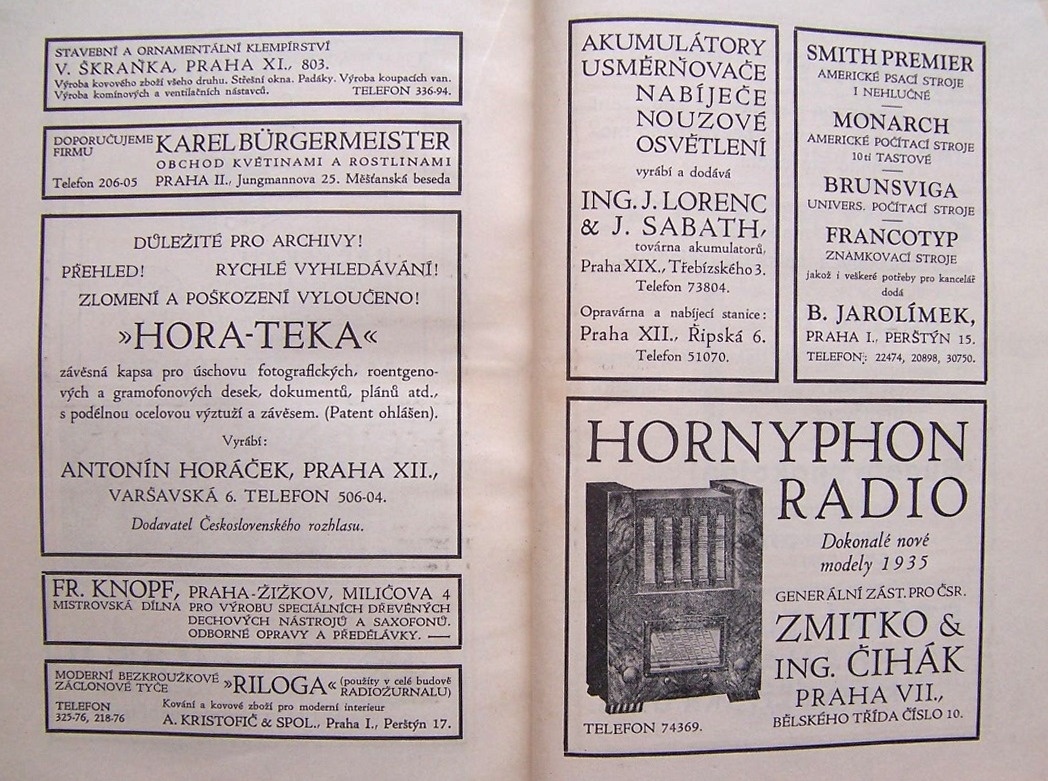 STAVEBNÍ A ORNAMENTÁLNÍ KLEMPÍRSTVÍ
V. ŠKRAŇKA, PRAHA XI., 803.
Výroba kovového zboží všeho druhu. Střešní okna. Padáky. Výroba koupacích van.
Výroba komínových a ventilačních nástavců. TELEFON 336-94.
DOPORUČUJEME KAREL BÜRGERMEISTER
FIRMU
OBCHOD KVĚTINAMI A ROSTLINAMI
Telefon 206-05 PRAHA II., Jungmannova 25. Měšťanská beseda
DŮLEŽITÉ PRO ARCHIVY!
PŘEHLED! RYCHLÉ VYHLEDÁVÁNÍ!
ZLOMENÍ A POŠKOZENÍ VYLOUČENO!
»HORA-TEKA«
závěsná kapsa pro úschovu fotografických, roentgeno-
vých a gramofonových desek, dokumentů, plánů atd.,
s podélnou ocelovou výztuží a závěsem. (Patent ohlášen).
Vyrábí:
ANTONÍN HORÁČEK, PRAHA XII.,
VARŠAVSKÁ 6. TELEFON 506-04.
Dodavatel Československého rozhlasu.
FR. KNOPF, PRAHA-ŽIŽKOV, MILIČOVA 4
MISTROVSKÁ DÍLNA PRO VÝROBU SPECIÁLNÍCH DŘEVĚNÝCH
DECHOVÝCH NÁSTROJŮ A SAXOFONŮ.
ODBORNÉ OPRAVY A PŘEDĚLÁVKY. —
MODERNÍ BEZKROUŽKOVÉ
ZÁCLONOVÉ TYČE »RILOGA« (použity v celé budově
RADIOŽURNALU)
TELEFON
325-76, 218-76
Kování a kovové zboží pro moderní interieur
A. KRISTOFIČ & SPOL., Praha I., Perštýn 17.
AKUMULÁTORY
USMĚRŇOVAČE
NABÍJEČE
NOUZOVÉ
OSVĚTLENÍ
vyrábí a dodává
ING. J. LORENC
& J. SABATH,
továrna akumulatorů,
Praha XIX., Třebízského 3.
Telefon 73804.
Opravárna a nabíjecí stanice:
Praha XII., Řipská 6.
Telefon 51070.
SMITH PREMIER
AMERICKÉ PSACÍ STROJE
I NEHLUČNÉ
MONARCH
AMERICKÉ POČÍTACÍ STROJE
10ti TASTOVÉ
BRUNSVIGA
UNIVERS. POČÍTACÍ STROJE
FRANCOTYP
ZNAMKOVACÍ STROJE
jakož i veškeré potřeby pro kancelář
dodá
B. JAROLÍMEK,
PRAHA I., PERŠTÝN 15.
TELEFON: 22474, 20898, 30750.
HORNYPHON
RADIO
Dokonalé nové
modely 1935
GENERÁLNÍ ZÁST. PRO ČSR.
ZMITKO &
ING. ČIHÁK
PRAHA VII.,
BĚLSKÉHO TŘÍDA ČÍSLO 10.
TELEFON 74369.